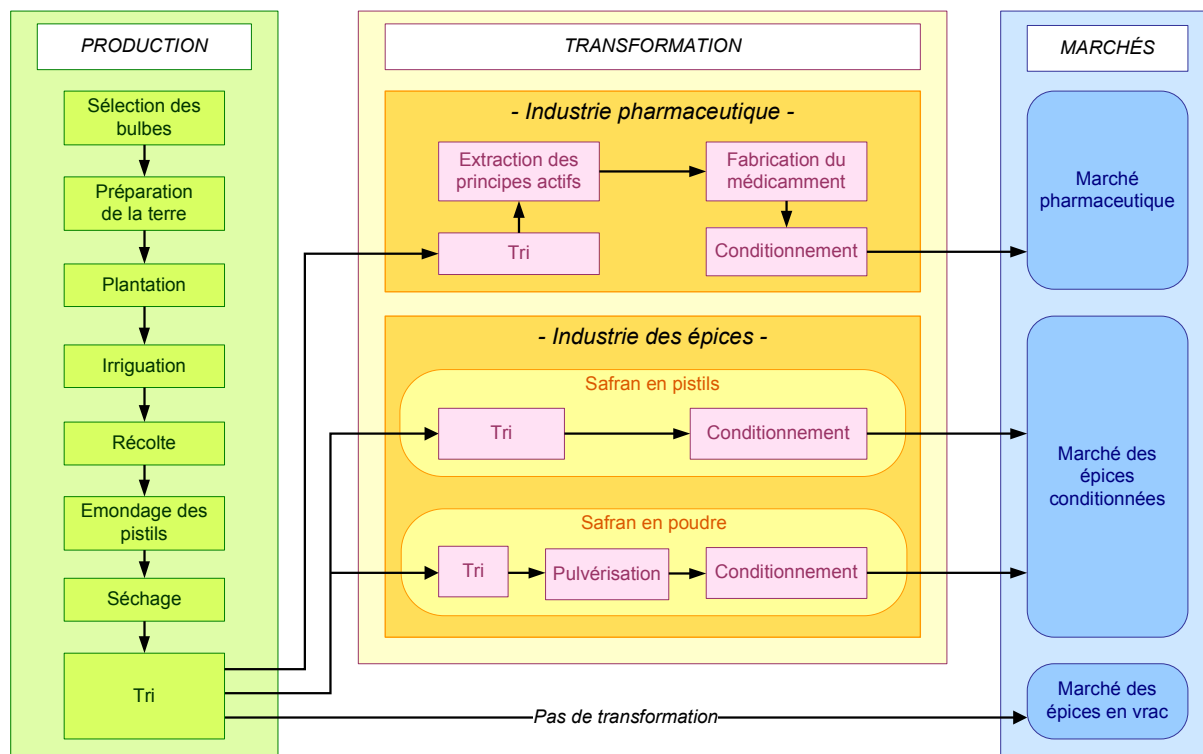 PRODUCTION
Sélection des
bulbes
Préparation
de la terre
Plantation
Irriguation
Récolte
Emondage des
pistils
Séchage
Tri
TRANSFORMATION
- Industrie pharmaceutique -
Extraction des
principes actifs
Fabrication du
médicamment
Tri
Conditionnement
- Industrie des épices -
Safran en pistils
Tri
Conditionnement
Safran en poudre
Tri
Pulvérisation
Conditionnement
Pas de transformation
MARCHÉS
Marché
pharmaceutique
Marché des
épices
conditionnées
Marché des
épices en vrac